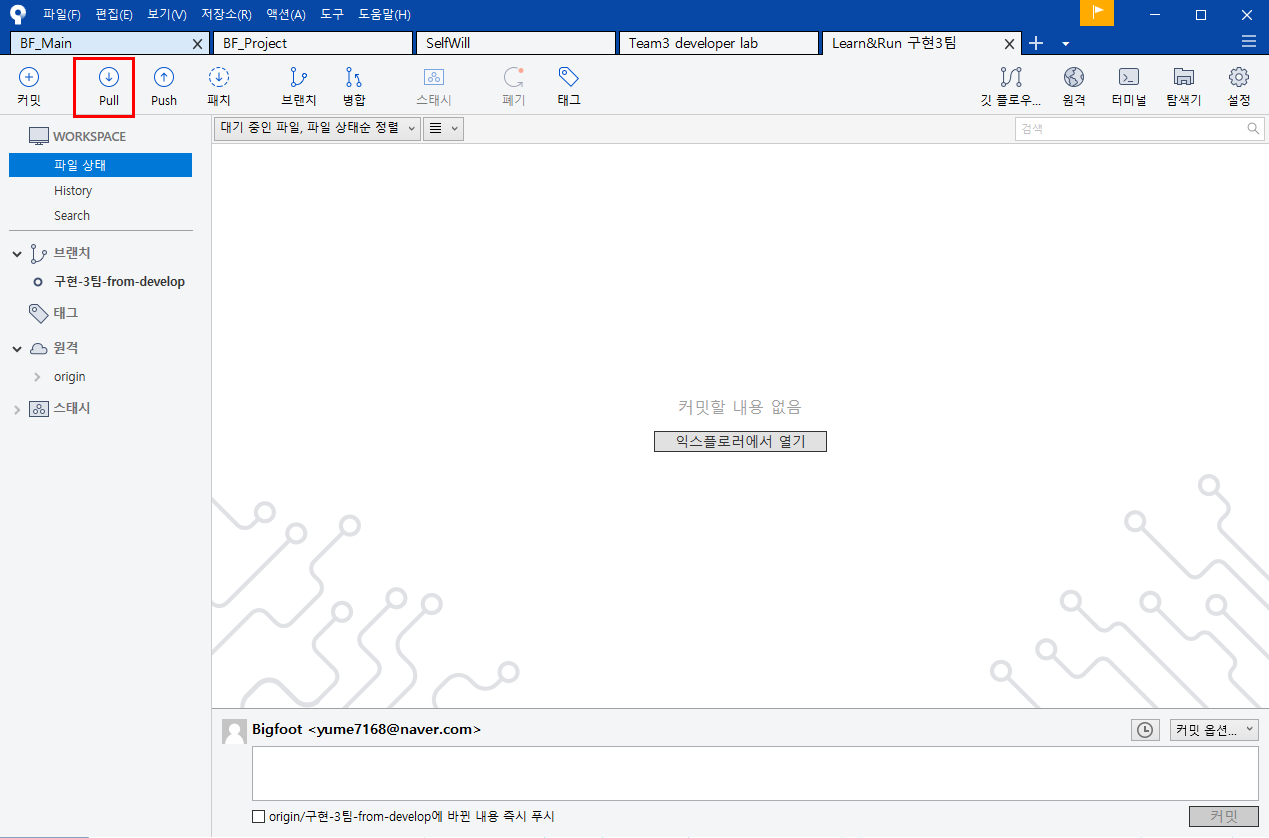 파일(F) 편집(E) 보기(V) 저장소(R) 액션(A) 도구 도움말(H)
BF_Main BF_Project SelfWill Team3 developer lab Learn&Run 구현3팀
커밋 Pull Push 패치 브랜치 병합 스태시 폐기 태그 깃 플로우... 원격 터미널 탐색기 설정
대기 중인 파일, 파일 상태순 정렬 검색
WORKSPACE
파일 상태
History
Search
브랜치
구현-3팀-from-develop
태그
원격
origin
스태시
커밋할 내용 없음
익스플로러에서 열기
Bigfoot <yume7168@naver.com>
커밋 옵션...
origin/구현-3팀-from-develop에 바뀐 내용 즉시 푸시
커밋